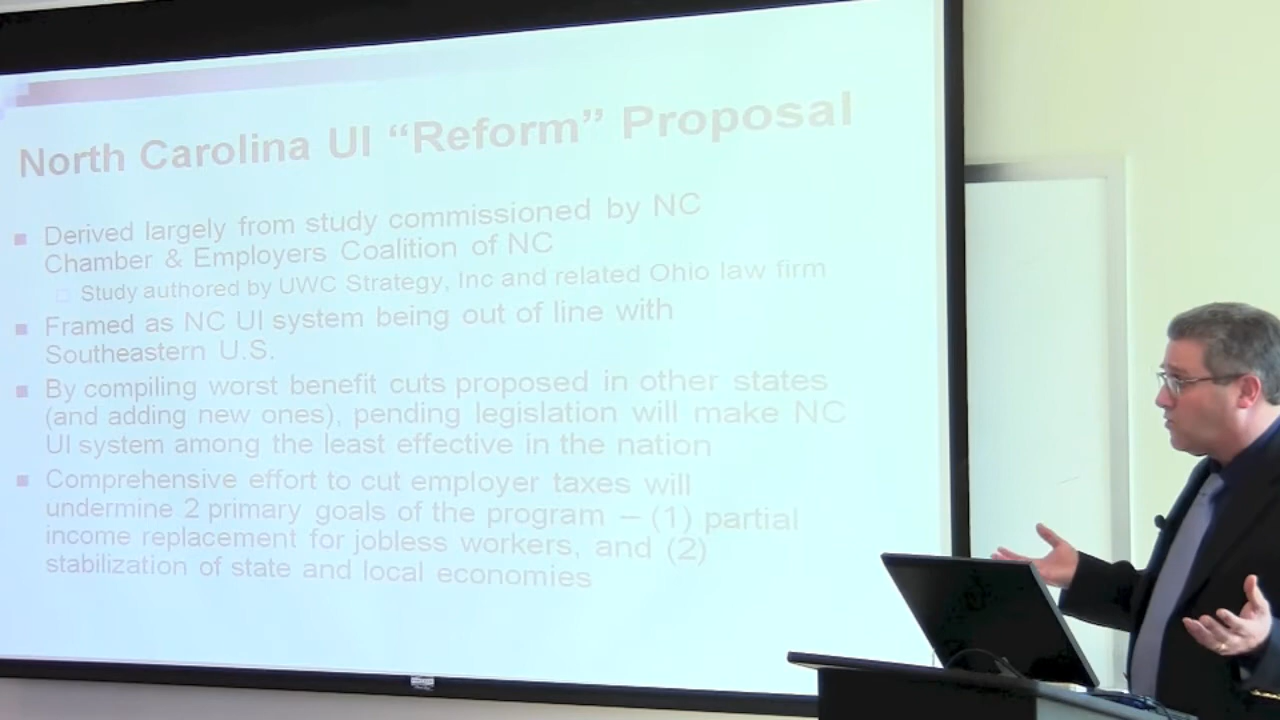 North Carolina UI “Reform” Proposal
Derived largely from study commissioned by NC
Chamber & Employers Coalition of NC
Study authored by UWC Strategy, Inc and related Ohio law firm
Framed as NC UI system being out of line with
Southeastern U.S.
By compiling worst benefit cuts proposed in other states
(and adding new ones), pending legislation will make NC
UI system among the least effective in the nation
Comprehensive effort to cut employer taxes will
undermine 2 primary goals of the program – (1) partial
income replacement for jobless workers, and (2)
stabilization of state and local economies